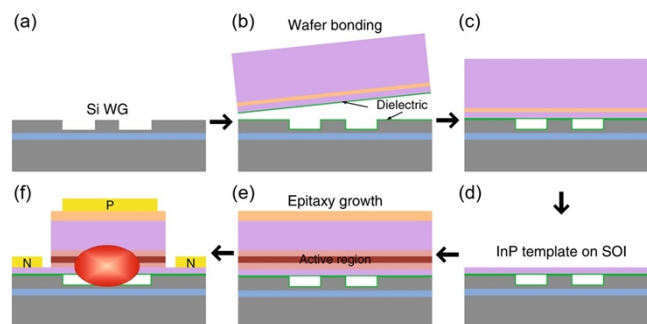 (a)
Si WG
(b)
Wafer bonding
Dielectric
(c)
(d)
InP template on SOI
(e)
Epitaxy growth
Active region
(f)
P
N
N